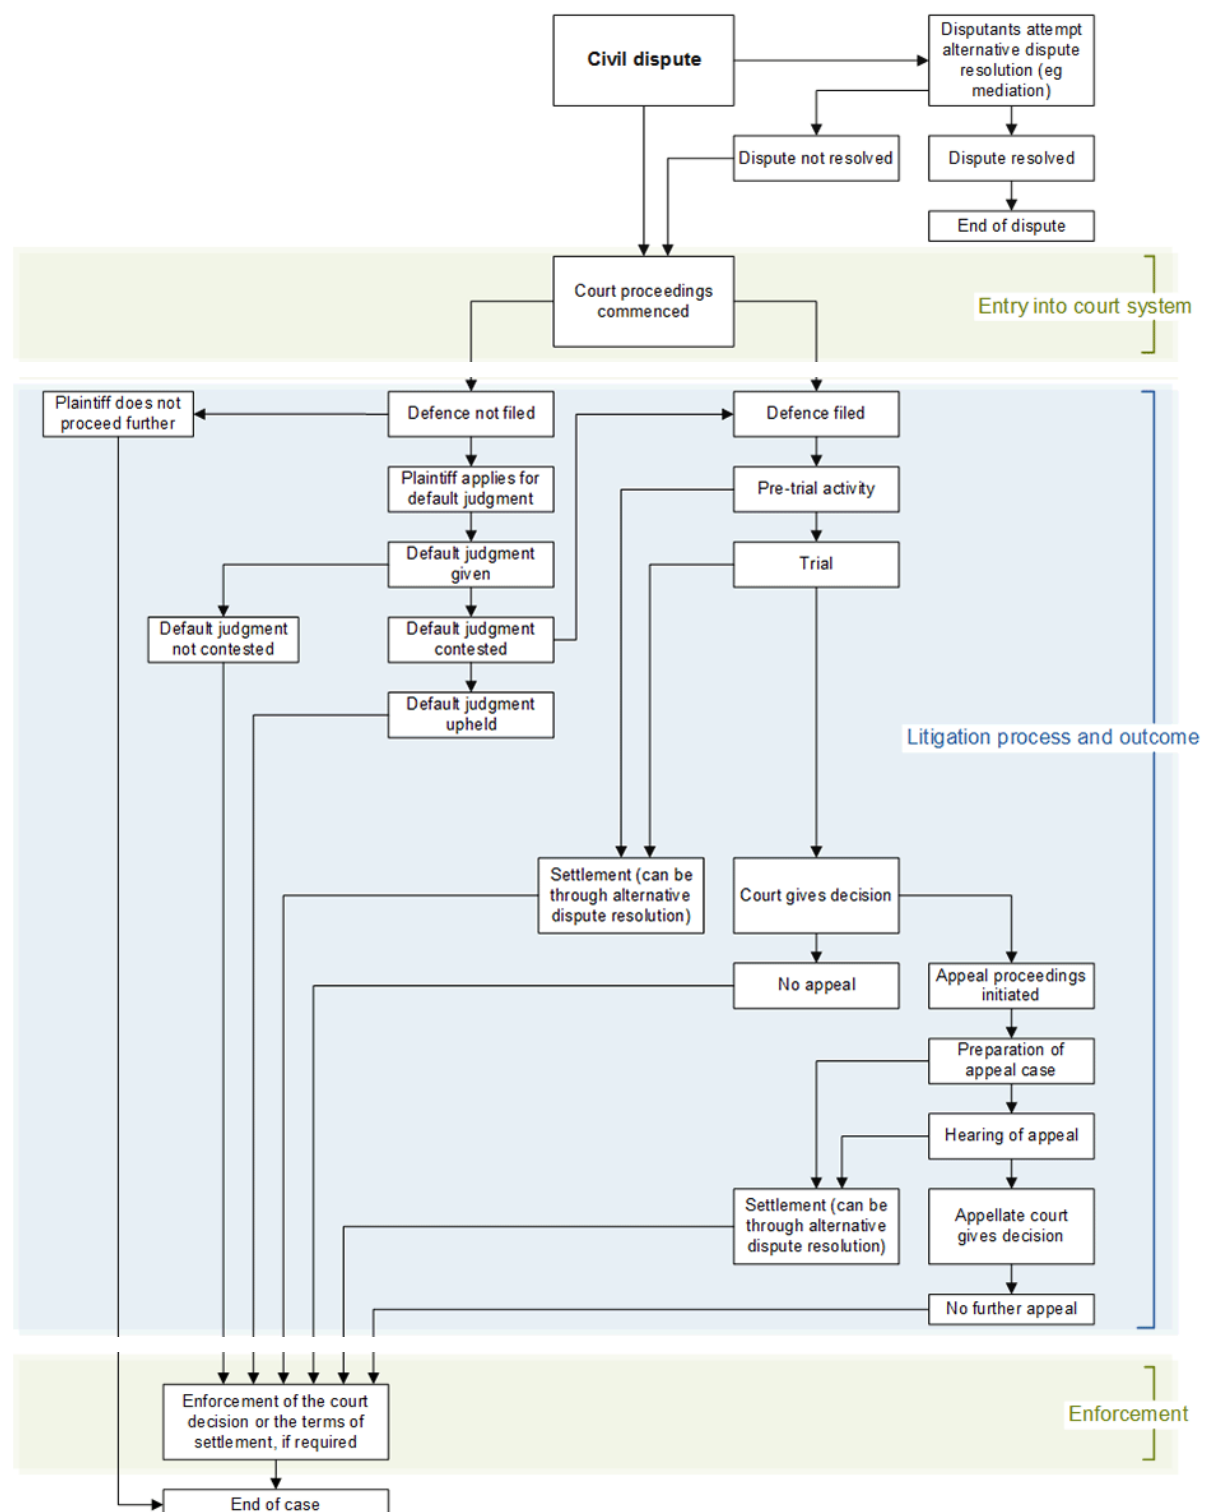 Civil dispute
Disputants attempt
alternative dispute
resolution (eg
mediation)
Dispute not resolved
Dispute resolved
End of dispute
Court proceedings
commenced
Entry into court system
Plaintiff does not
proceed further
Defence not filed
Defence filed
Plaintiff applies for
default judgment
Pre-trial activity
Default judgment
given
Trial
Default judgment
not contested
Default judgment
contested
Default judgment
upheld
Litigation process and outcome
Settlement (can be
through alternative
dispute resolution)
Court gives decision
No appeal
Appeal proceedings
initiated
Preparation of
appeal case
Hearing of appeal
Settlement (can be
through alternative
dispute resolution)
Appellate court
gives decision
No further appeal
Enforcement of the court
decision or the terms of
settlement, if required
Enforcement
End of case